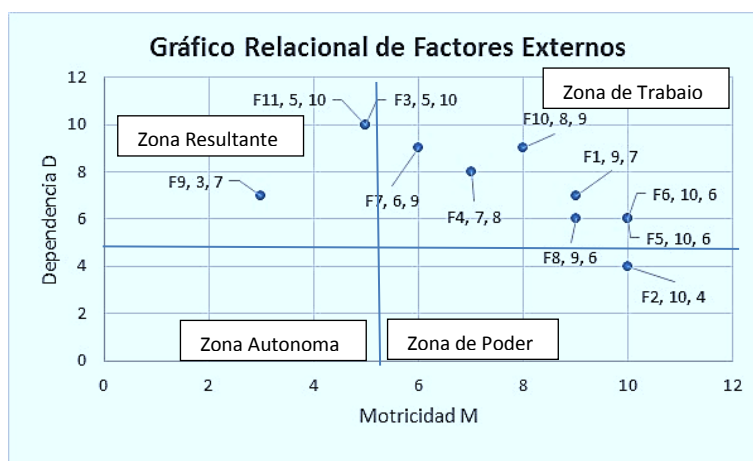 Gráfico Relacional de Factores Externos
12
10
8
6
4
2
0
0
2
4
6
8
10
12
Dependencia D
Motricidad M
Zona de Trabaio
Zona Resultante
Zona Autonoma
Zona de Poder
F11, 5, 10
F3, 5, 10
F10, 8, 9
F9, 3, 7
F7, 6, 9
F4, 7, 8
F1, 9, 7
F6, 10, 6
F5, 10, 6
F8, 9, 6
F2, 10, 4